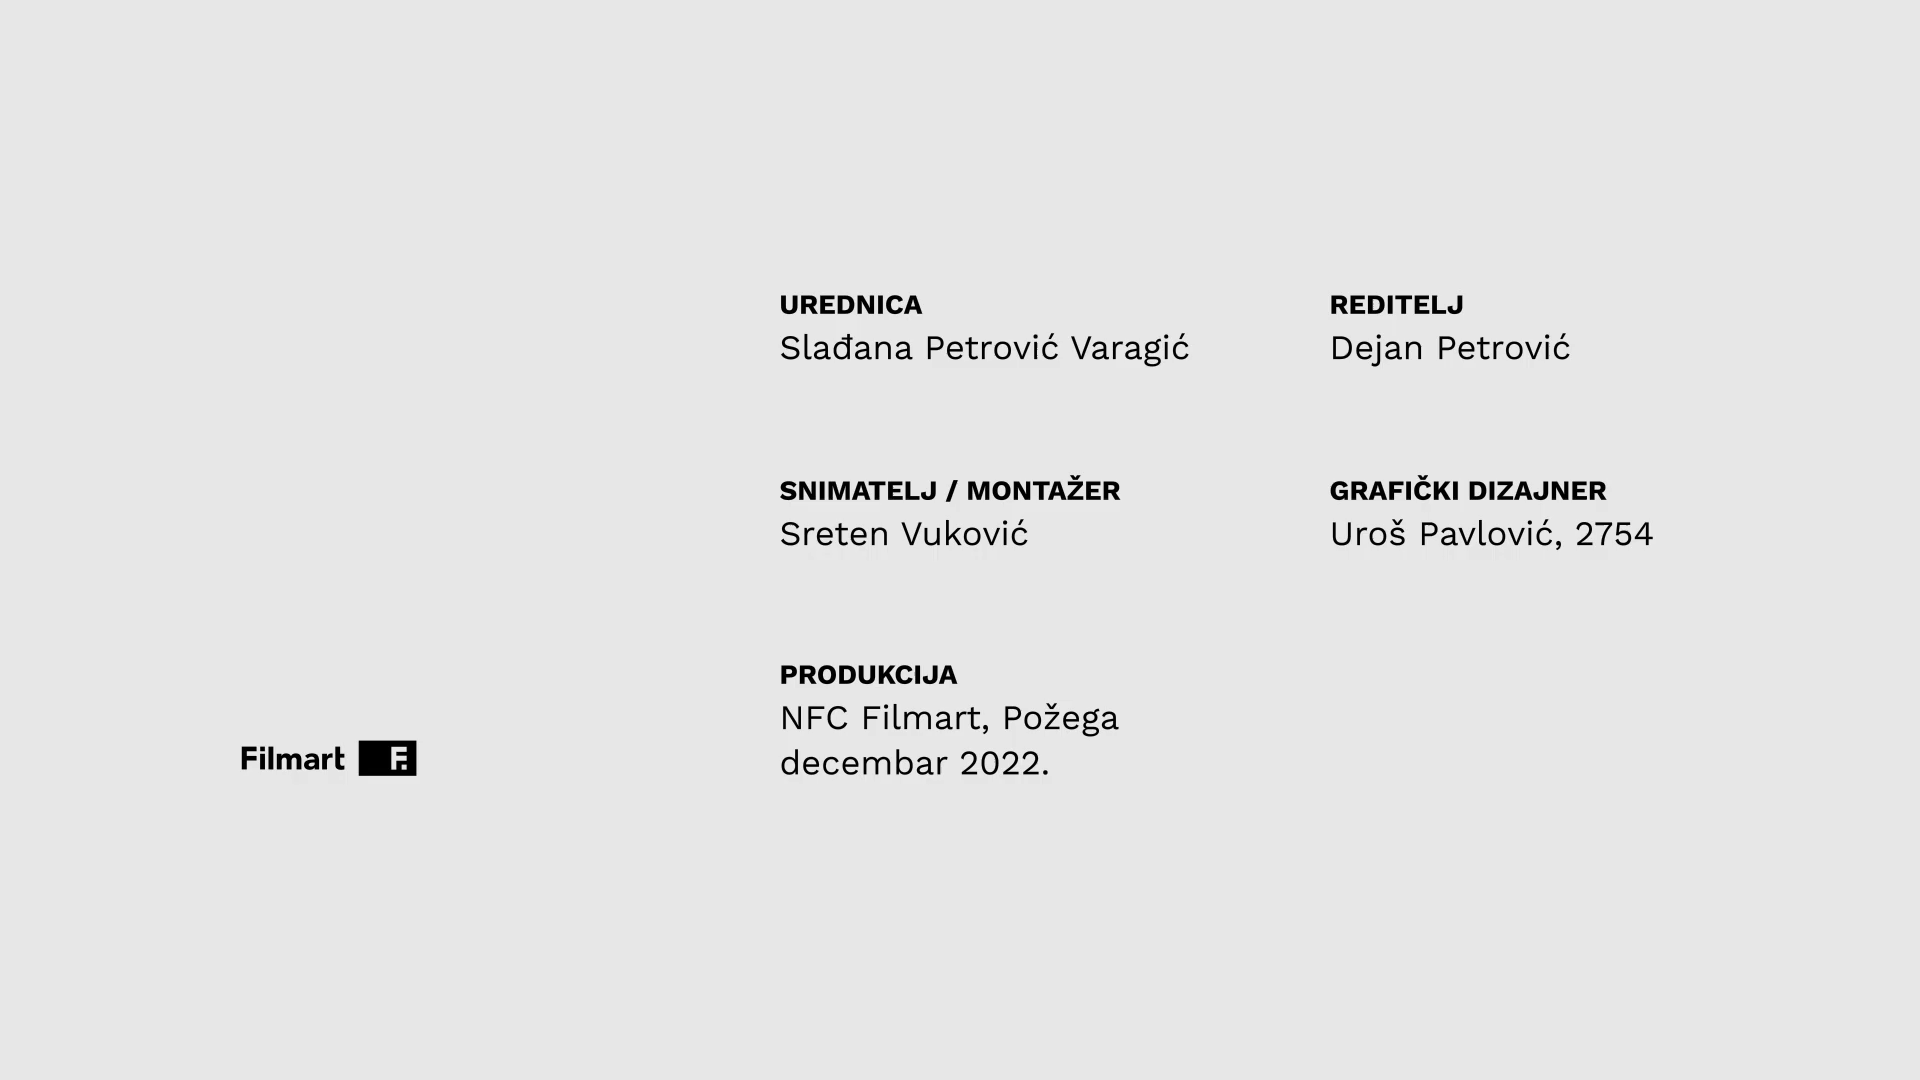 UREDNICA
Slađana Petrović Varagić
REDITELJ
Dejan Petrović
SNIMATELJ / MONTAŽER
Sreten Vuković
GRAFIČKI DIZAJNER
Uroš Pavlović, 2754
PRODUKCIJA
NFC Filmart, Požega
decembar 2022.
Filmart F.